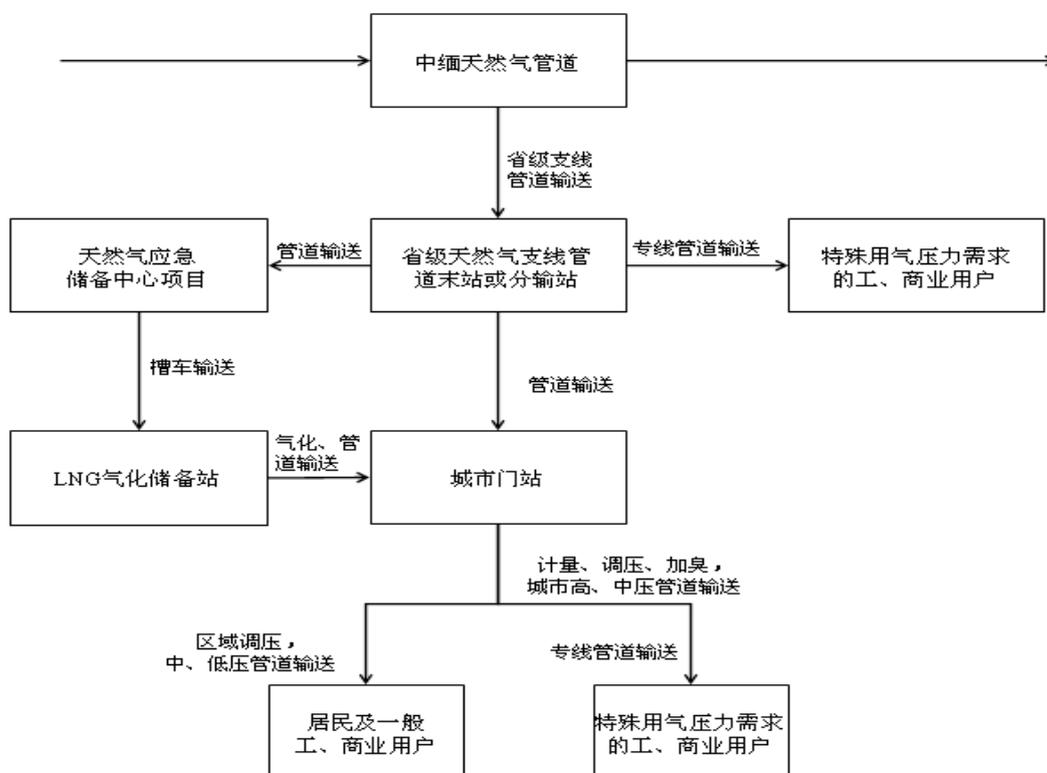 中缅天然气管道
省级支线
管道输送
天然气应急
储备中心项目
管道输送
省级天然气支线管
道末站或分输站
专线管道输送
特殊用气压力需求
的工、商业用户
槽车输送
管道输送
LNG气化储备站
气化、管
道输送
城市门站
计量、调压、加臭，
城市高、中压管道输送
区域调压，
中、低压管道输送
专线管道输送
居民及一般
工、商业用户
特殊用气压力需求
的工、商业用户